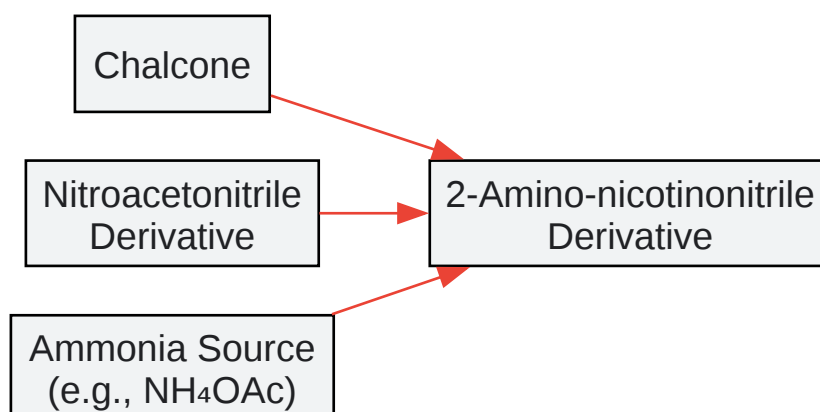 Chalcone
Nitroacetonitrile
Derivative
2-Amino-nicotinonitrile
Derivative
Ammonia Source
(e.g., NH₄OAc)